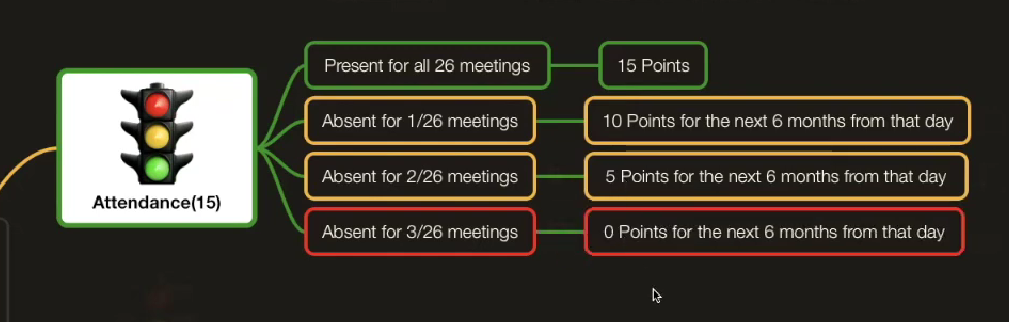 Present for all 26 meetings
15 Points
Absent for 1/26 meetings
10 Points for the next 6 months from that day
Absent for 2/26 meetings
5 Points for the next 6 months from that day
Attendance(15)
Absent for 3/26 meetings
0 Points for the next 6 months from that day